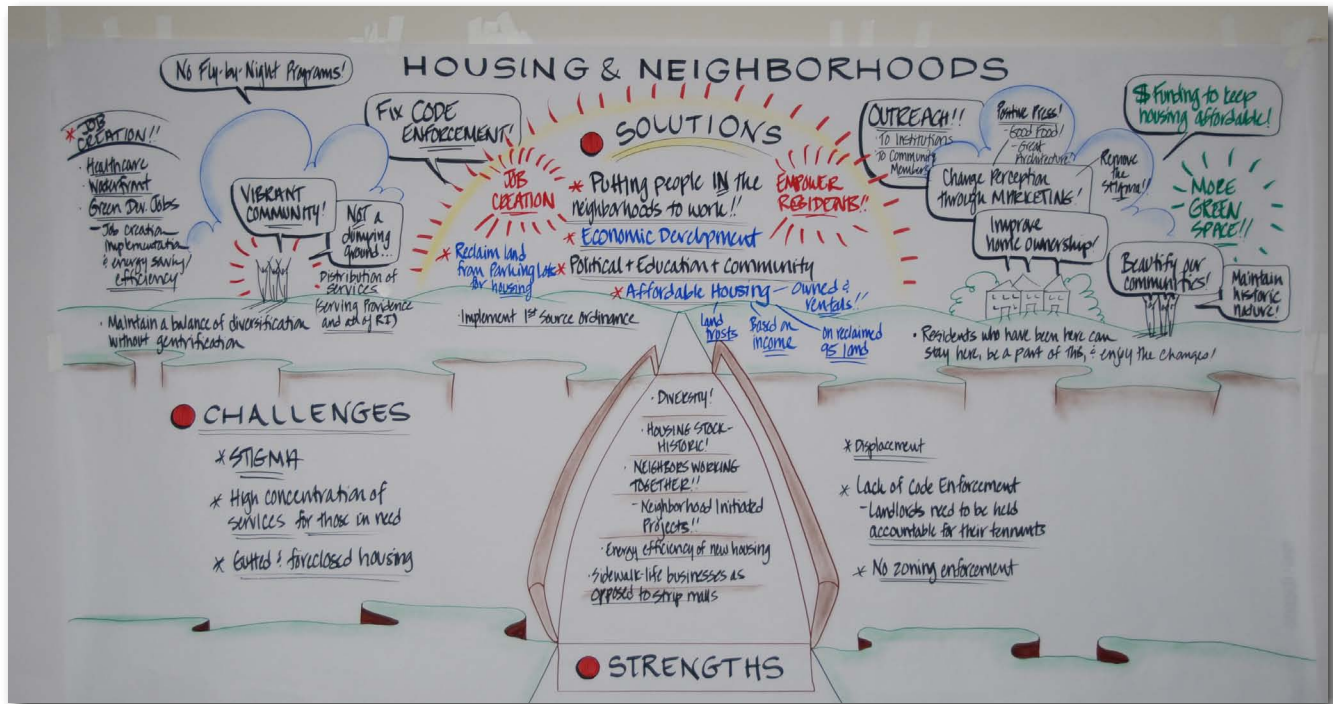 HOUSING & NEIGHBORHOODS
No Fly-by-Night Programs!
* JOB
CREATION!!
· Healthcare
· Waterfront
· Green Dev. Jobs
- Job creation
implementation
& energy saving/
efficiency
VIBRANT
COMMUNITY!
NOT a
dumping
ground...
Distribution of
services
(serving Providence
and all of RI)
· Maintain a balance of diversification
without gentrification
FIX CODE
ENFORCEMENT!
SOLUTIONS
JOB
CREATION
* Putting people IN the
neighborhoods to work!!
EMPOWER
RESIDENTS!!
* Economic Development
* Reclaim land
from Parking Lots
for housing
* Political + Education + Community
* Affordable Housing - Owned &
rentals!!
Land
trusts
Based on
income
on reclaimed
95 land
· Implement 1st Source Ordinance
OUTREACH!!
- To Institutions
- To Community
Members
Positive Press!
- Good Food!
- Great
Architecture!
Change Perception
through MARKETING!
Remove
the
Stigma!!
$ Funding to keep
housing affordable!
MORE
GREEN
SPACE!!
Improve
home ownership!
Beautify our
communities!
Maintain
historic
nature!
· Residents who have been here can
stay here, be a part of this, & enjoy the changes!
CHALLENGES
* STIGMA
* High concentration of
services for those in need
* Gutted & foreclosed housing
· DIVERSITY!
· HOUSING STOCK-
HISTORIC!
· NEIGHBORS WORKING
TOGETHER!!
- Neighborhood Initiated
Projects!!
· Energy efficiency of new housing
· Sidewalk-life businesses as
opposed to strip malls
* Displacement
* Lack of Code Enforcement
- Landlords need to be held
accountable for their tennants
* No zoning enforcement
STRENGTHS